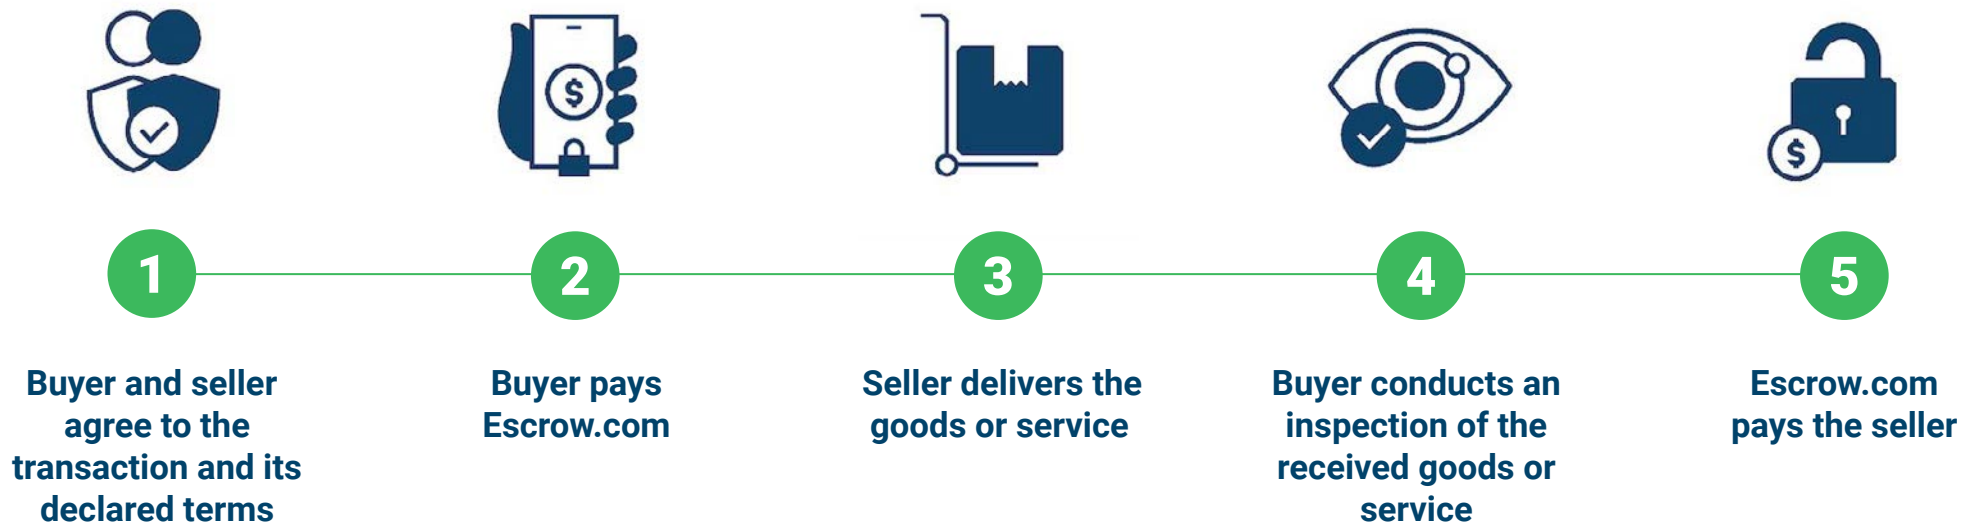 $
$
1
2
3
4
5
Buyer and seller
agree to the
transaction and its
declared terms
Buyer pays
Escrow.com
Seller delivers the
goods or service
Buyer conducts an
inspection of the
received goods or
service
Escrow.com
pays the seller